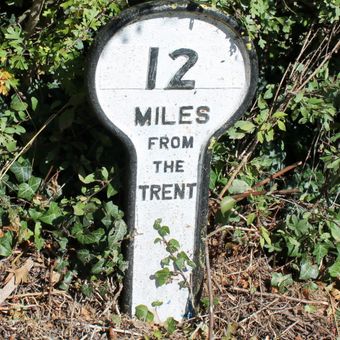 12
MILES
FROM
THE
TRENT